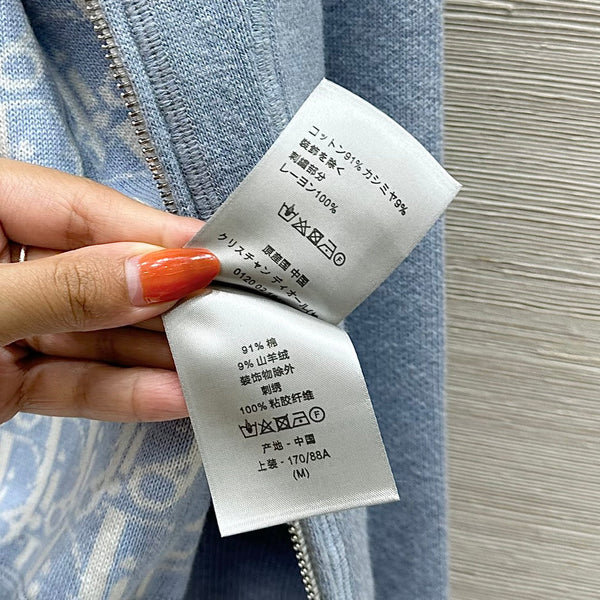 コットン91% カシミヤ9%
装飾を除く
刺繍部分
レーヨン100%
原産国 中国
クリスチャン ディオール
0120 02
91% 棉
9% 山羊绒
装饰物除外
刺绣
100% 粘胶纤维
F
产地 - 中国
上装 - 170/88A
(M)